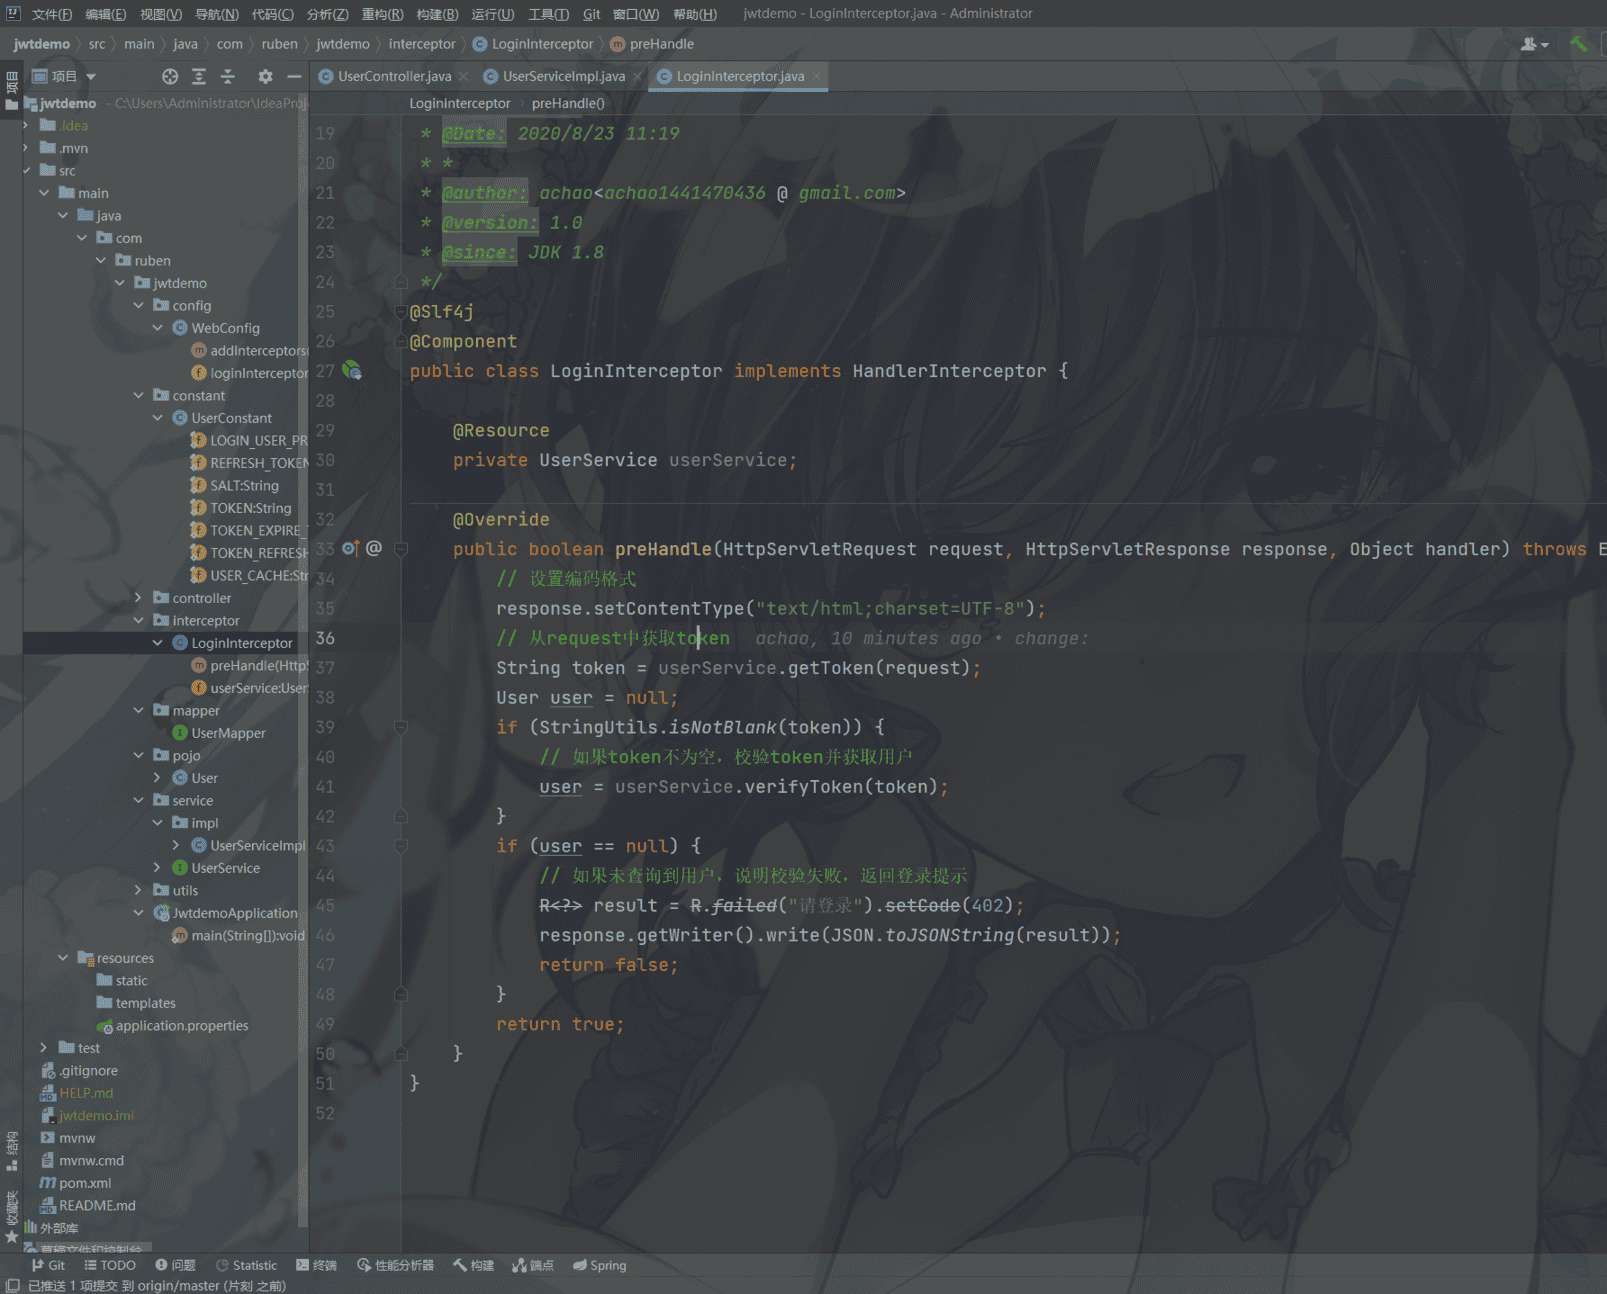 文件(F) 编辑(E) 视图(V) 导航(N) 代码(C) 分析(Z) 重构(R) 构建(B) 运行(U) 工具(T) Git 窗口(W) 帮助(H) jwtdemo - LoginInterceptor.java - Administrator
jwtdemo src main java com ruben jwtdemo interceptor LoginInterceptor preHandle
项目
项目
UserController.java
UserServiceImpl.java
LoginInterceptor.java
jwtdemo - C:\Users\Administrator\IdeaProj
.idea
.mvn
src
main
java
com
ruben
jwtdemo
config
WebConfig
addInterceptors(
loginInterceptor
constant
UserConstant
LOGIN_USER_PR
REFRESH_TOKEN
SALT:String
TOKEN:String
TOKEN_EXPIRE_
TOKEN_REFRESH
USER_CACHE:Str
controller
interceptor
LoginInterceptor
preHandle(HttpS
userService:User
mapper
UserMapper
pojo
User
service
impl
UserServiceImpl
UserService
utils
JwtdemoApplication
main(String[]):void
resources
static
templates
application.properties
test
.gitignore
HELP.md
jwtdemo.iml
mvnw
mvnw.cmd
pom.xml
README.md
外部库
草稿文件和控制台
结构
收藏夹
LoginInterceptor preHandle()
19 * @Date: 2020/8/23 11:19
20 * *
21 * @author: achao<achao1441470436 @ gmail.com>
22 * @version: 1.0
23 * @since: JDK 1.8
24 */
25 @Slf4j
26 @Component
27 public class LoginInterceptor implements HandlerInterceptor {
28
29 @Resource
30 private UserService userService;
31
32 @Override
33 @ public boolean preHandle(HttpServletRequest request, HttpServletResponse response, Object handler) throws E
34 // 设置编码格式
35 response.setContentType("text/html;charset=UTF-8");
36 // 从request中获取token achao, 10 minutes ago • change:
37 String token = userService.getToken(request);
38 User user = null;
39 if (StringUtils.isNotBlank(token)) {
40 // 如果token不为空，校验token并获取用户
41 user = userService.verifyToken(token);
42 }
43 if (user == null) {
44 // 如果未查询到用户，说明校验失败，返回登录提示
45 R<?> result = R.failed("请登录").setCode(402);
46 response.getWriter().write(JSON.toJSONString(result));
47 return false;
48 }
49 return true;
50 }
51 }
52
Git TODO 问题 Statistic 终端 性能分析器 构建 端点 Spring
已推送 1 项提交 到 origin/master (片刻 之前)